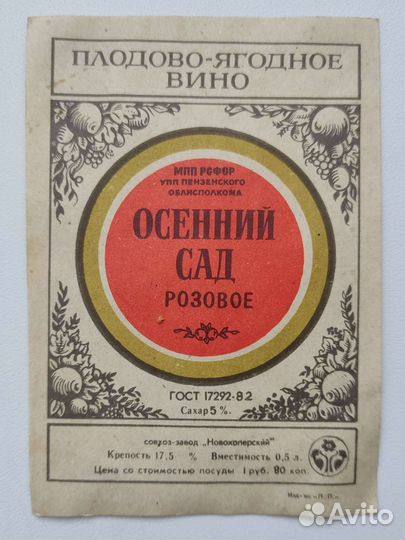 ПЛОДОВО-ЯГОДНОЕ
ВИНО
МПП РСФСР
УПП ПЕНЗЕНСКОГО
ОБЛИСПОЛКОМА
ОСЕННИЙ
САД
РОЗОВОЕ
ГОСТ 17292-82
Сахар 5 %.
совхоз-завод „Новохоперский"
Крепость 17,5 % Вместимость 0,5 л.
Цена со стоимостью посуды 1 руб. 80 коп.
Avito